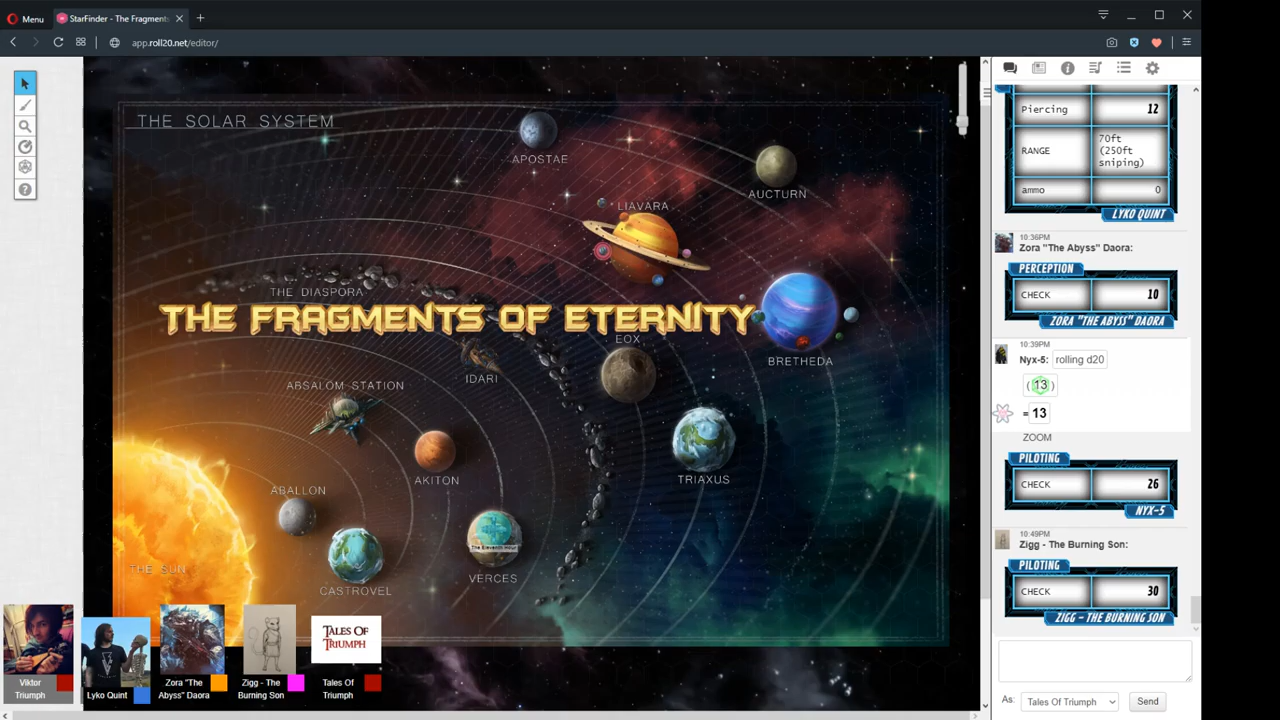 Menu
StarFinder - The Fragment
app.roll20.net/editor/
THE SOLAR SYSTEM
APOSTAE
AUCTURN
LIAVARA
THE DIASPORA
THE FRAGMENTS OF ETERNITY
EOX
BRETHEDA
IDARI
ABSALOM STATION
AKITON
TRIAXUS
ABALLON
The Eleventh Hour
VERCES
THE SUN
CASTROVEL
Viktor
Triumph
Lyko Quint
Zora "The
Abyss" Daora
Zigg - The
Burning Son
TALES OF
TRIUMPH
Tales Of
Triumph
Piercing 12
RANGE 70ft
(250ft
sniping)
ammo 0
LYKO QUINT
10:36PM
Zora "The Abyss" Daora:
PERCEPTION
CHECK 10
ZORA "THE ABYSS" DAORA
10:39PM
Nyx-5: rolling d20
(13)
=13
ZOOM
PILOTING
CHECK 26
NYX-5
10:49PM
Zigg - The Burning Son:
PILOTING
CHECK 30
ZIGG - THE BURNING SON
As: Tales Of Triumph Send